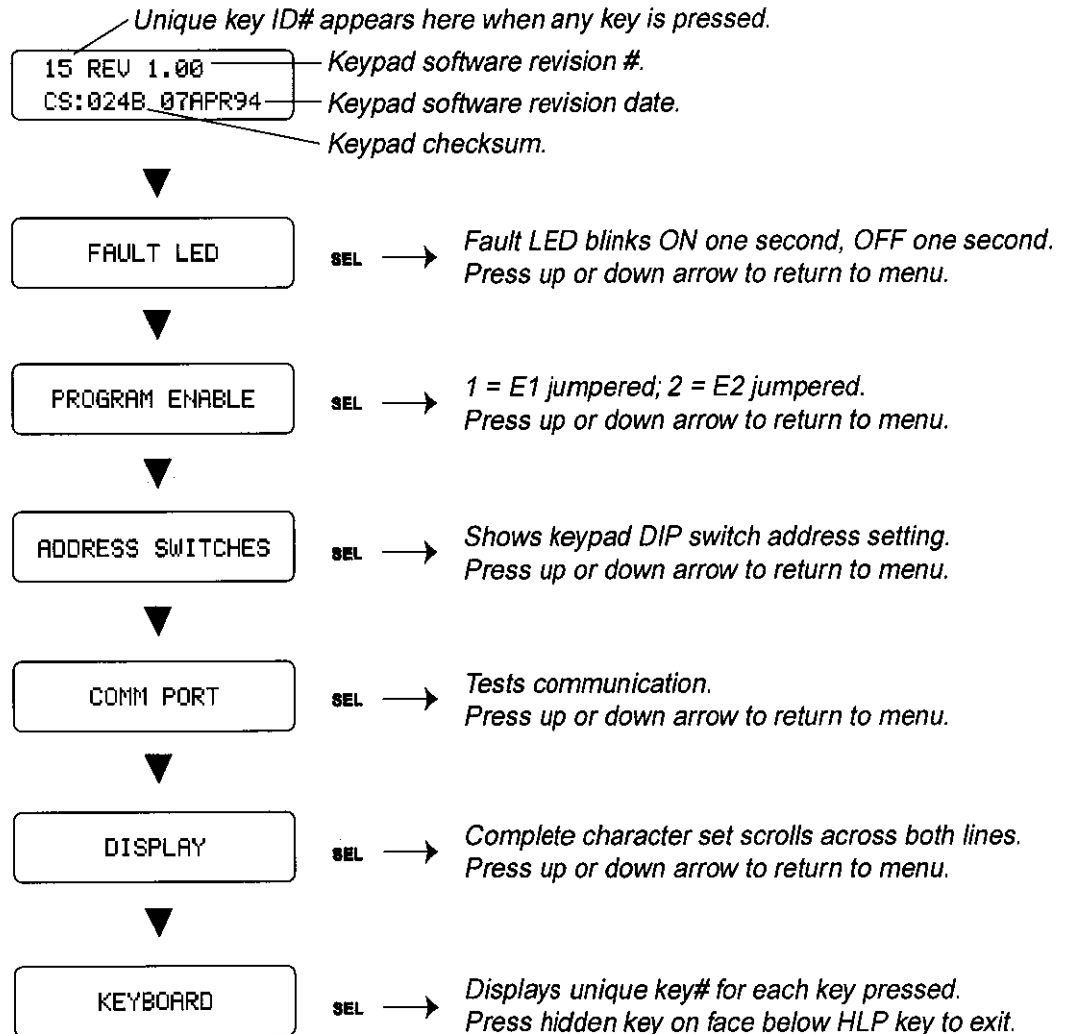 Unique key ID# appears here when any key is pressed.
15 REV 1.00
Keypad software revision #.
CS:024B 07APR94
Keypad software revision date.
Keypad checksum.
FAULT LED
SEL
Fault LED blinks ON one second, OFF one second.
Press up or down arrow to return to menu.
PROGRAM ENABLE
SEL
1 = E1 jumpered; 2 = E2 jumpered.
Press up or down arrow to return to menu.
ADDRESS SWITCHES
SEL
Shows keypad DIP switch address setting.
Press up or down arrow to return to menu.
COMM PORT
SEL
Tests communication.
Press up or down arrow to return to menu.
DISPLAY
SEL
Complete character set scrolls across both lines.
Press up or down arrow to return to menu.
KEYBOARD
SEL
Displays unique key# for each key pressed.
Press hidden key on face below HLP key to exit.